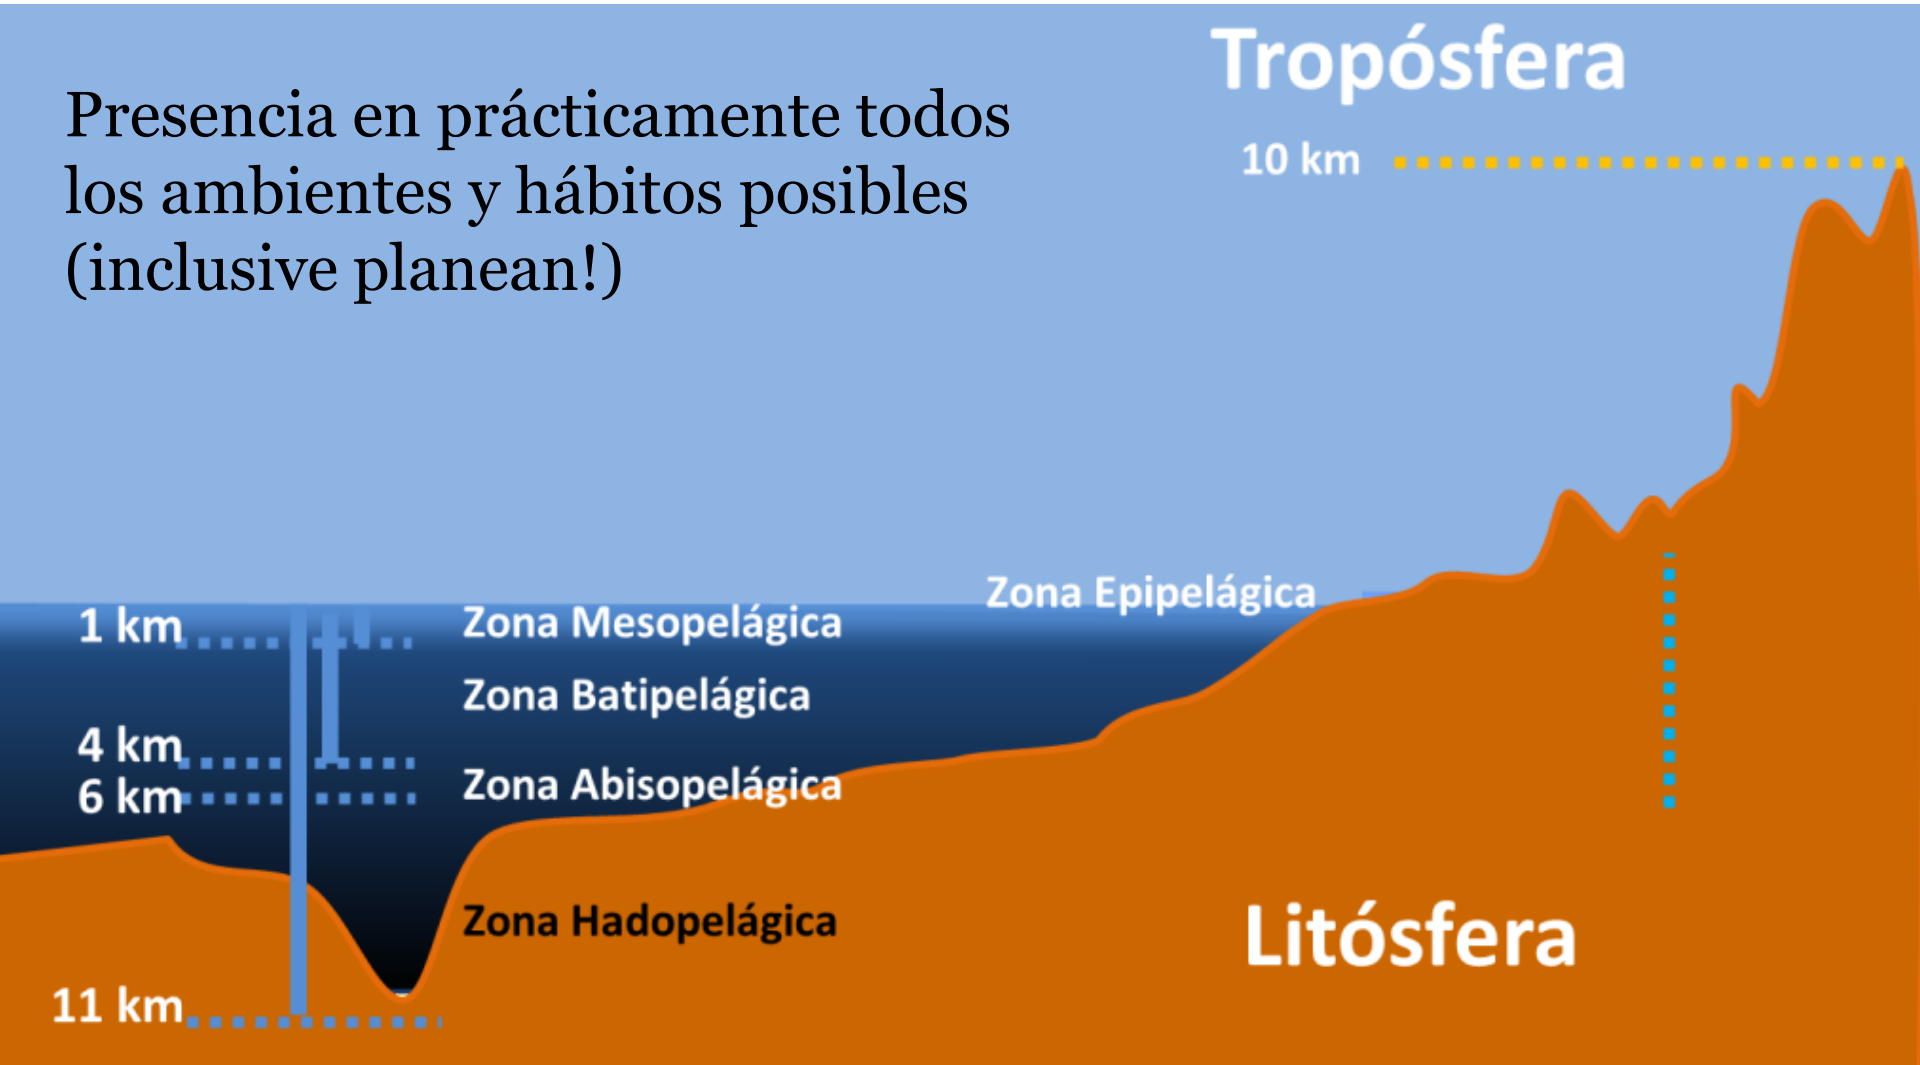 Tropósfera
Presencia en prácticamente todos
los ambientes y hábitos posibles
(inclusive planean!)
10 km
Zona Epipelágica
1 km
Zona Mesopelágica
Zona Batipelágica
4 km
Zona Abisopelágica
6 km
Zona Hadopelágica
Litósfera
11 km